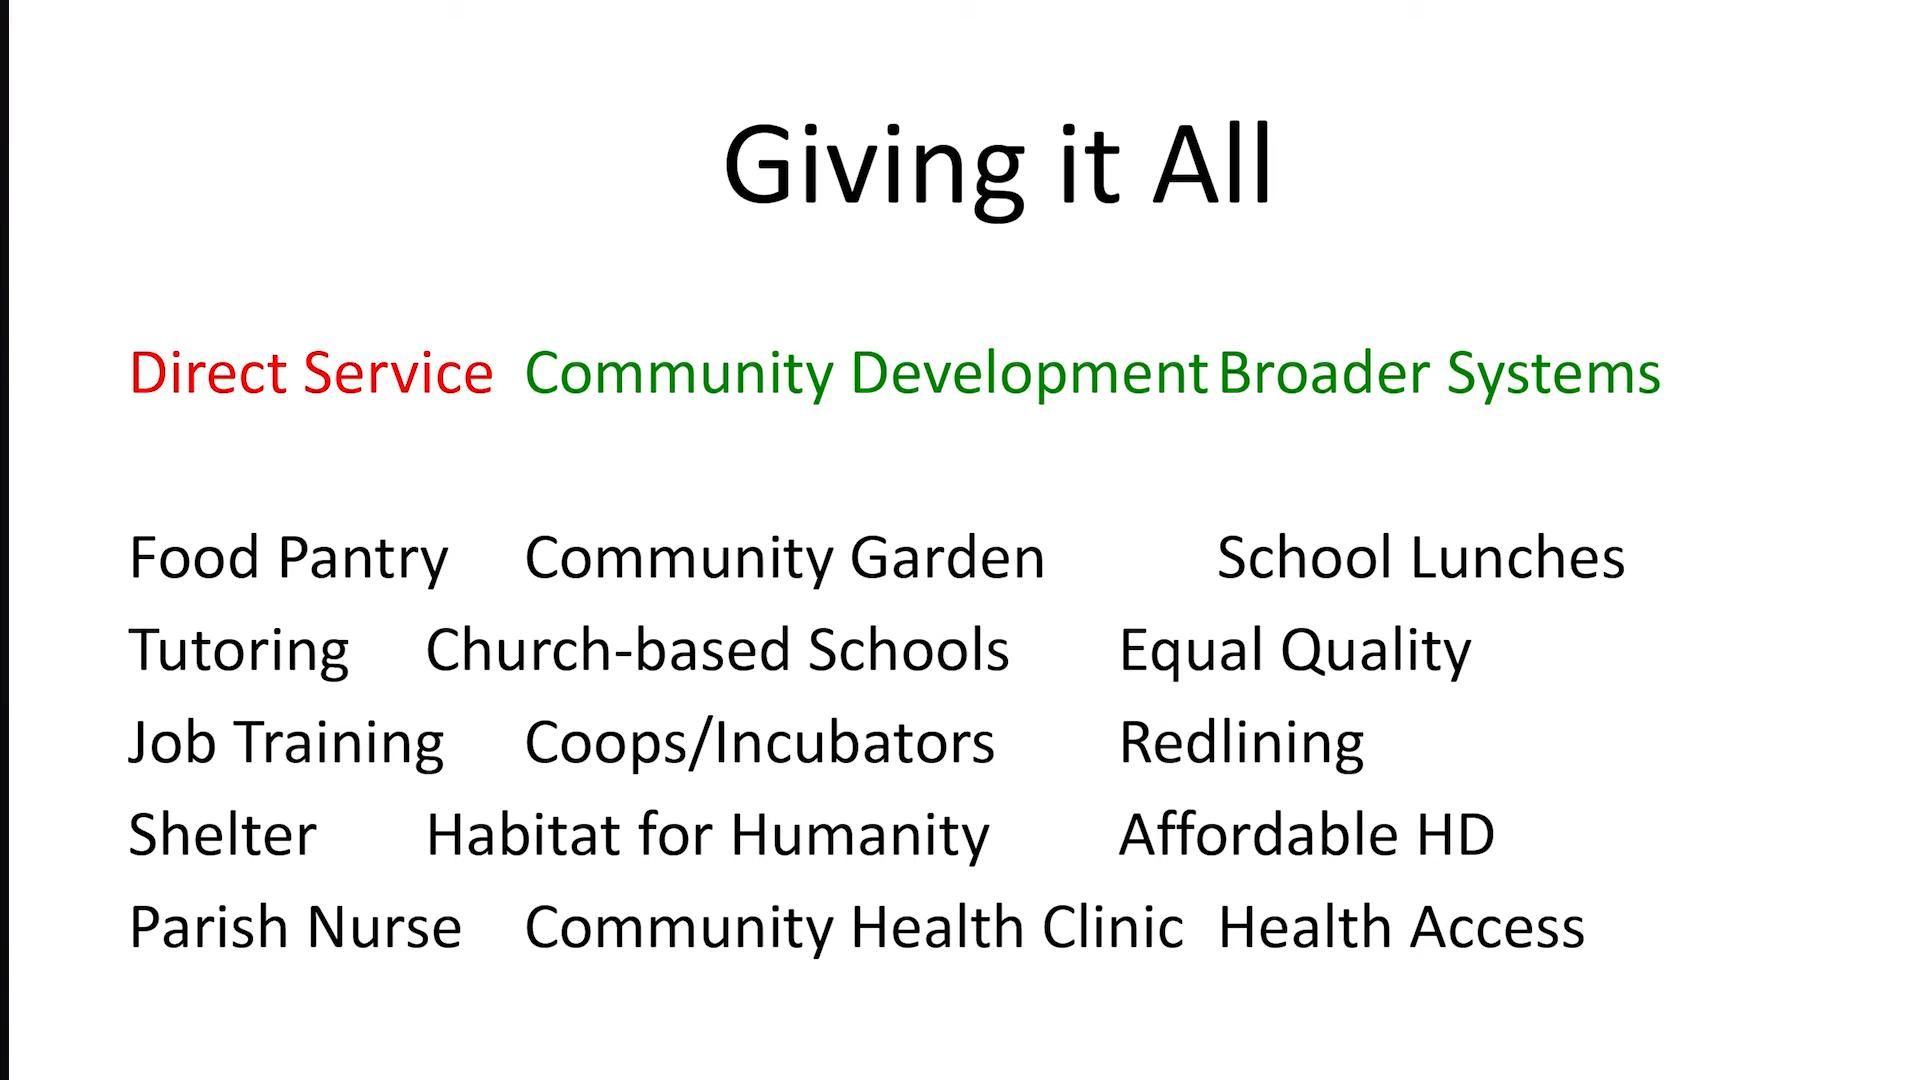 Giving it All
Direct Service Community Development Broader Systems
Food Pantry Community Garden School Lunches
Tutoring Church-based Schools Equal Quality
Job Training Coops/Incubators Redlining
Shelter Habitat for Humanity Affordable HD
Parish Nurse Community Health Clinic Health Access